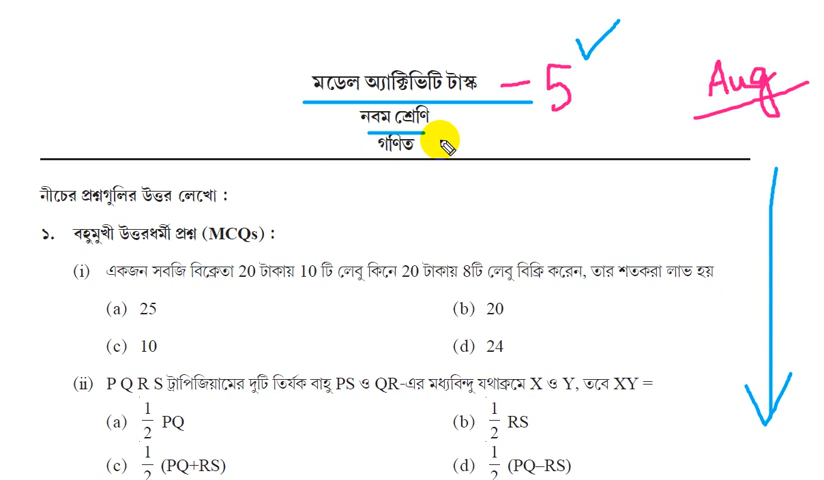 মডেল অ্যাক্টিভিটি টাস্ক – 5
Aug
নবম শ্রেণি
গণিত
নীচের প্রশ্নগুলির উত্তর লেখো :
১. বহুমুখী উত্তরধর্মী প্রশ্ন (MCQs) :
(i) একজন সবজি বিক্রেতা 20 টাকায় 10 টি লেবু কিনে 20 টাকায় 8টি লেবু বিক্রি করেন, তার শতকরা লাভ হয়
(a) 25 (b) 20
(c) 10 (d) 24
(ii) P Q R S ট্রাপিজিয়ামের দুটি তির্যক বাহু PS ও QR-এর মধ্যবিন্দু যথাক্রমে X ও Y, তবে XY =
(a) 1/2 PQ (b) 1/2 RS
(c) 1/2 (PQ+RS) (d) 1/2 (PQ–RS)